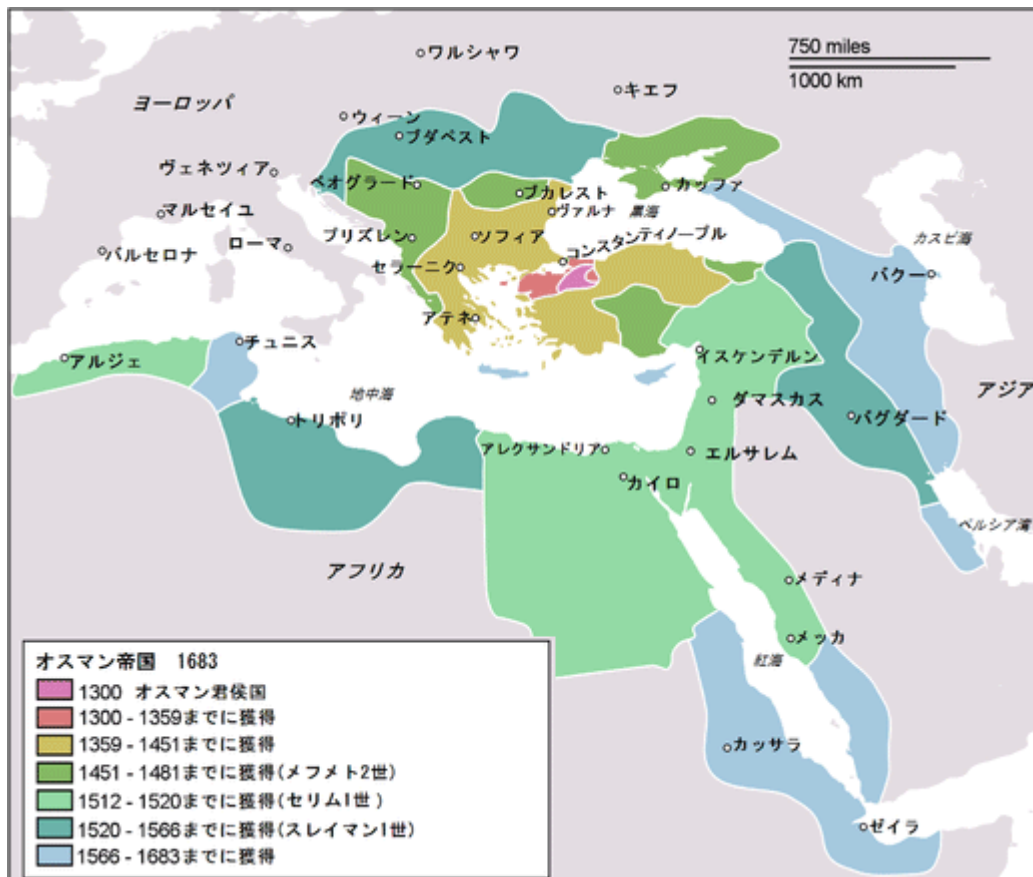 750 miles
1000 km
ワルシャワ
キエフ
ヨーロッパ
ウィーン
ブダペスト
ヴェネツィア
ベオグラード
ブカレスト
カッファ
マルセイユ
ヴァルナ
黒海
カスピ海
バルセロナ
ローマ
プリズレン
ソフィア
コンスタンティノープル
セラーニク
バクー
アテネ
チュニス
アルジェ
イスケンデルン
アジア
地中海
ダマスカス
トリポリ
バグダード
アレクサンドリア
エルサレム
カイロ
ペルシア湾
アフリカ
メディナ
メッカ
紅海
カッサラ
ゼイラ
オスマン帝国 1683
1300 オスマン君侯国
1300 - 1359までに獲得
1359 - 1451までに獲得
1451 - 1481までに獲得(メフメト2世)
1512 - 1520までに獲得(セリム1世)
1520 - 1566までに獲得(スレイマン1世)
1566 - 1683までに獲得